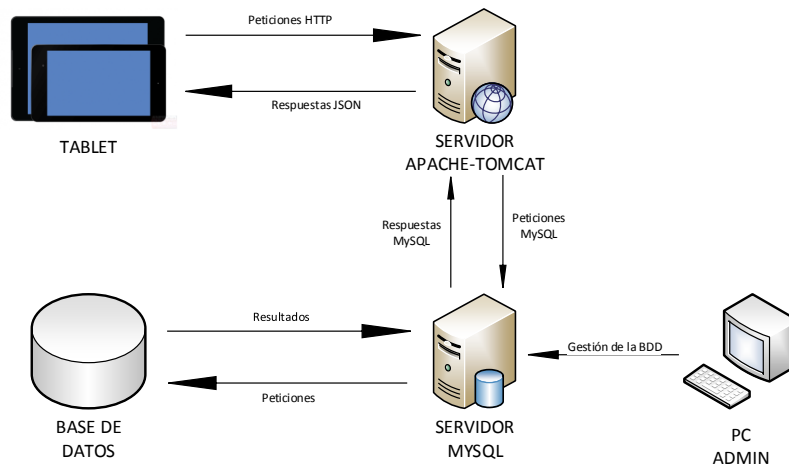 Peticiones HTTP
Respuestas JSON
TABLET
SERVIDOR
APACHE-TOMCAT
Respuestas
MySQL
Peticiones
MySQL
Resultados
Gestión de la BDD
Peticiones
BASE DE
DATOS
SERVIDOR
MYSQL
PC
ADMIN